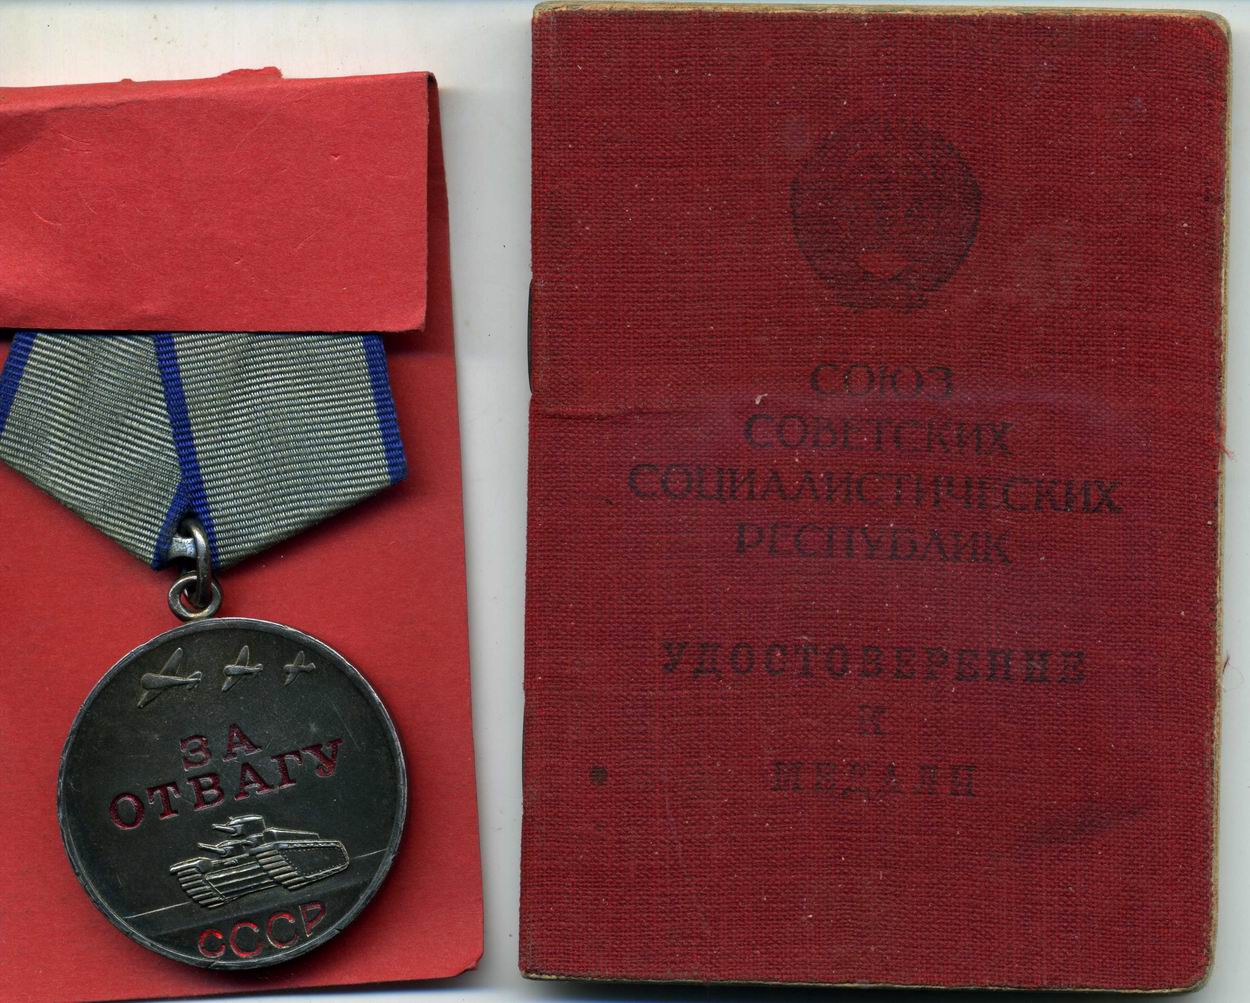 ЗА
ОТВАГУ
СССР
СОЮЗ
СОВЕТСКИХ
СОЦИАЛИСТИЧЕСКИХ
РЕСПУБЛИК
УДОСТОВЕРЕНИЕ
К
МЕДАЛИ